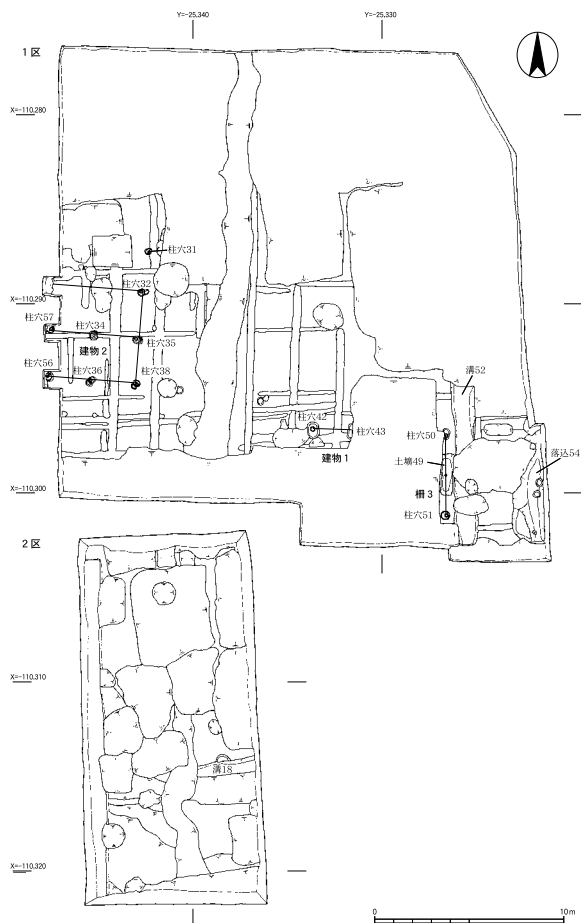 Y=-25.340
Y=-25.330
1区
X=-110.280
柱穴31
X=-110.290
柱穴32
柱穴57
柱穴34
柱穴35
建物2
柱穴56
柱穴36
柱穴38
溝52
柱穴42
柱穴43
柱穴50
建物1
土壙49
落込54
柵3
X=-110.300
柱穴51
2区
X=-110.310
溝18
X=-110.320
0
10m